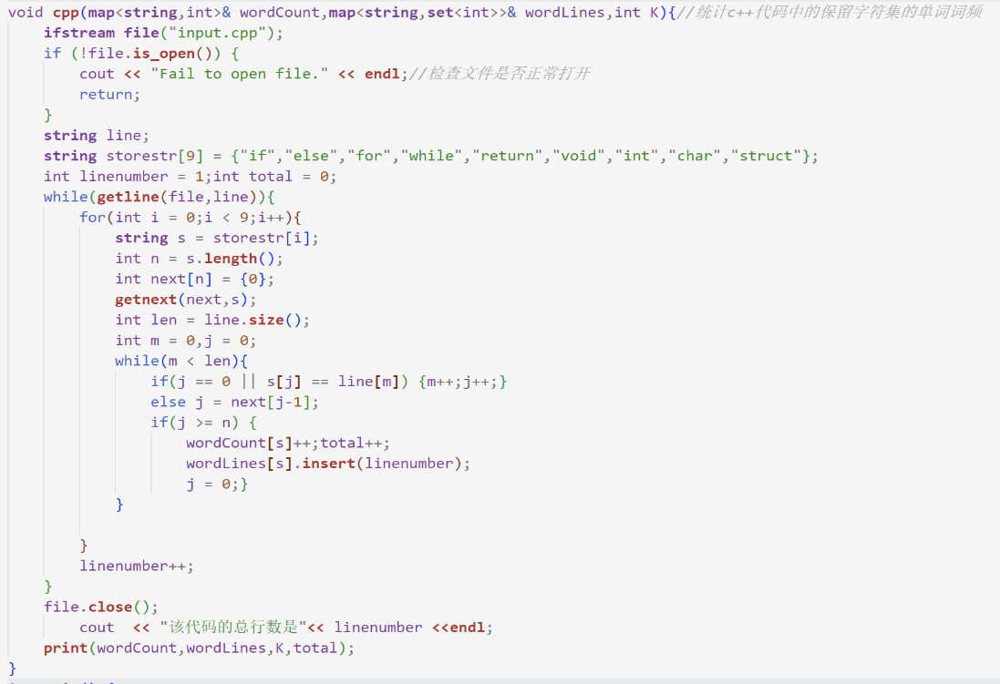 void cpp(map<string,int>& wordCount,map<string,set<int>>& wordLines,int K){//统计c++代码中的保留字符集的单词词频
    ifstream file("input.cpp");
    if (!file.is_open()) {
        cout << "Fail to open file." << endl;//检查文件是否正常打开
        return;
    }
    string line;
    string storestr[9] = {"if","else","for","while","return","void","int","char","struct"};
    int linenumber = 1;int total = 0;
    while(getline(file,line)){
        for(int i = 0;i < 9;i++){
            string s = storestr[i];
            int n = s.length();
            int next[n] = {0};
            getnext(next,s);
            int len = line.size();
            int m = 0,j = 0;
            while(m < len){
                if(j == 0 || s[j] == line[m]) {m++;j++;}
                else j = next[j-1];
                if(j >= n) {
                    wordCount[s]++;total++;
                    wordLines[s].insert(linenumber);
                    j = 0;}
            }
        }
        linenumber++;
    }
    file.close();
        cout  << "该代码的总行数是"<< linenumber <<endl;
    print(wordCount,wordLines,K,total);
}